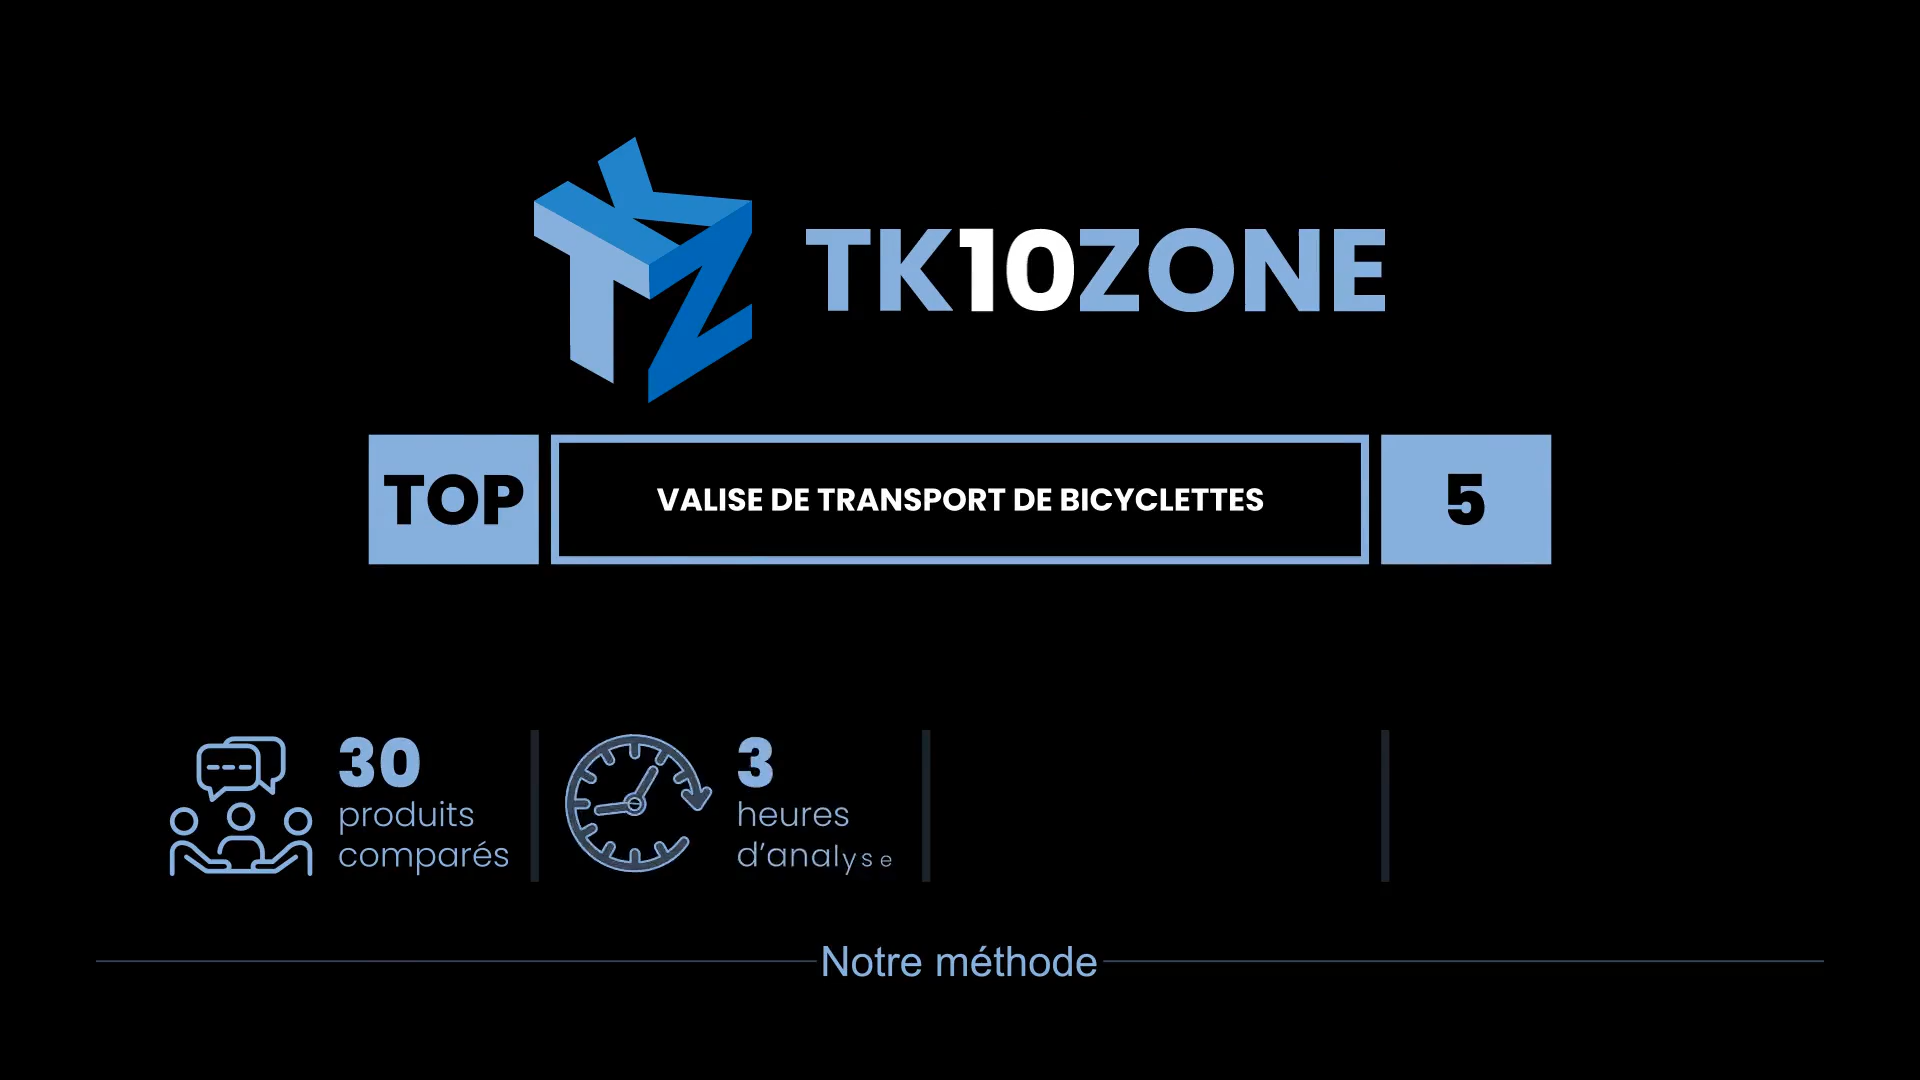 TK10ZONE
TOP
VALISE DE TRANSPORT DE BICYCLETTES
5
30
produits
comparés
3
heures
d'analyse
Notre méthode